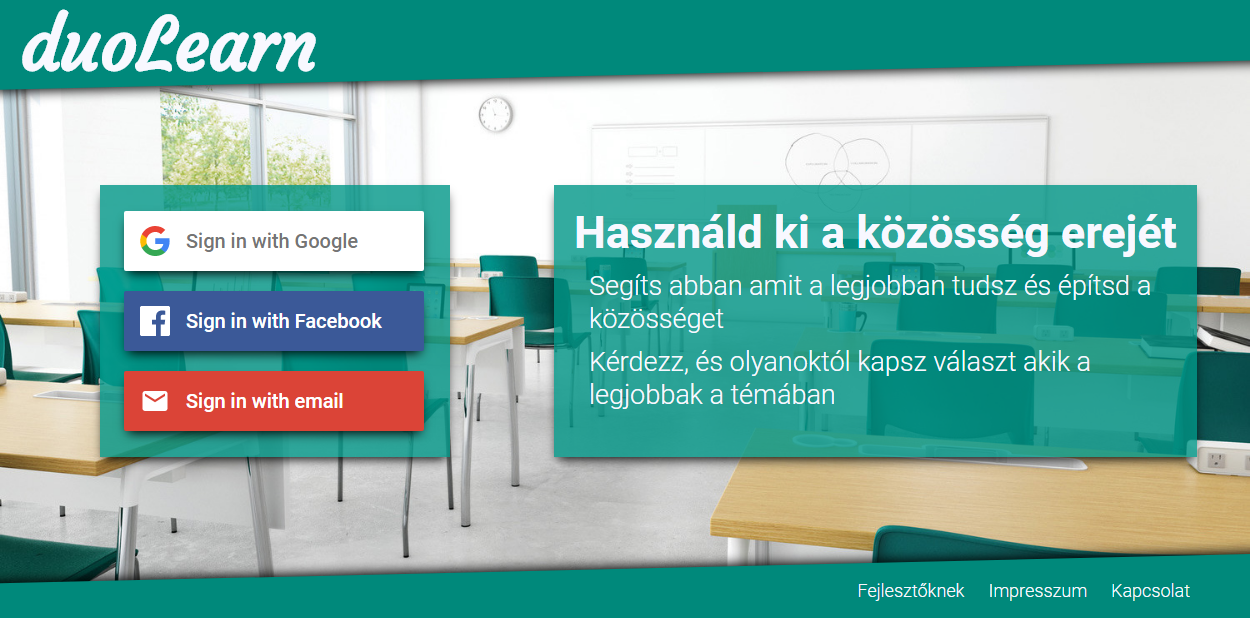 duoLearn
Sign in with Google
Sign in with Facebook
Sign in with email
Használd ki a közösség erejét
Segíts abban amit a legjobban tudsz és építsd a
közösséget
Kérdezz, és olyanoktól kapsz választ akik a
legjobbak a témában
Fejlesztőknek Impresszum Kapcsolat